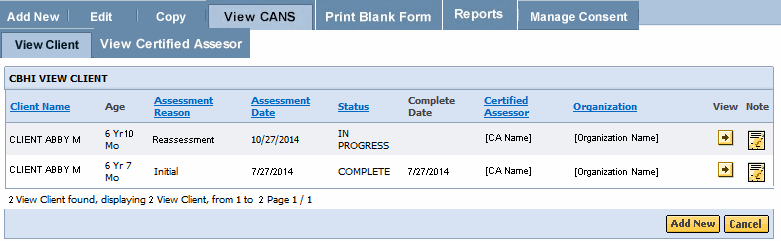 Add New Edit Copy View CANS Print Blank Form Reports Manage Consent
View Client View Certified Assesor
CBHI VIEW CLIENT
Client Name Age Assessment Reason Assessment Date Status Complete Date Certified Assessor Organization View Note
CLIENT ABBY M 6 Yr10 Mo Reassessment 10/27/2014 IN PROGRESS [CA Name] [Organization Name]
CLIENT ABBY M 6 Yr 7 Mo Initial 7/27/2014 COMPLETE 7/27/2014 [CA Name] [Organization Name]
2 View Client found, displaying 2 View Client, from 1 to 2 Page 1 / 1
Add New Cancel